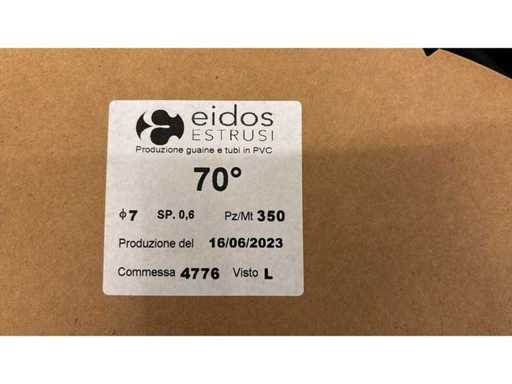 eidos
ESTRUSI
Produzione guaine e tubi in PVC
70°
ϕ7 SP. 0,6 Pz/Mt 350
Produzione del 16/06/2023
Commessa 4776 Visto L